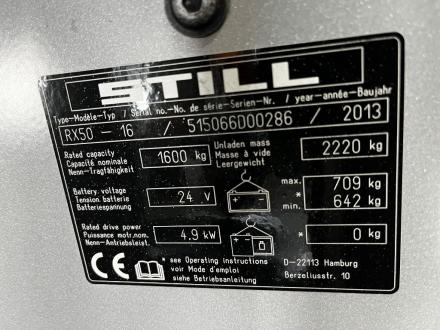 STILL
Type-Modèle-Typ / Serial no.-No. de série-Serien-Nr. / year-année-Baujahr
RX50 - 16 / 515066000286 / 2013
Rated capacity
Capacité nominale
Nenn-Tragfähigkeit
1600 kg
Unladen mass
Masse à vide
Leergewicht
2220 kg
Battery voltage
Tension batterie
Batteriespannung
24 V
max. 709 kg
*
min. 642 kg
Rated drive power
Puissance motr.nom.
Nenn-Antriebsleist.
4.9 kW
+ -
* 0 kg
CE
* see Operating instructions
voir Mode d'emploi
siehe Betriebsanleitung
D-22113 Hamburg
Berzeliusstr. 10